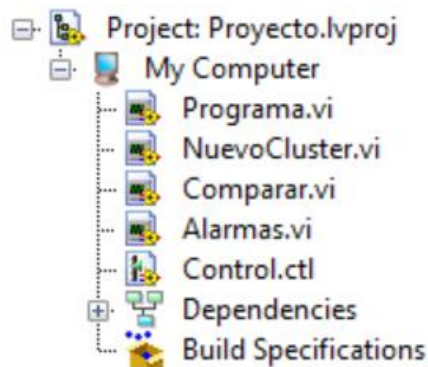 Project: Proyecto.lvproj
My Computer
Programa.vi
NuevoCluster.vi
Comparar.vi
Alarmas.vi
Control.ctl
Dependencies
Build Specifications